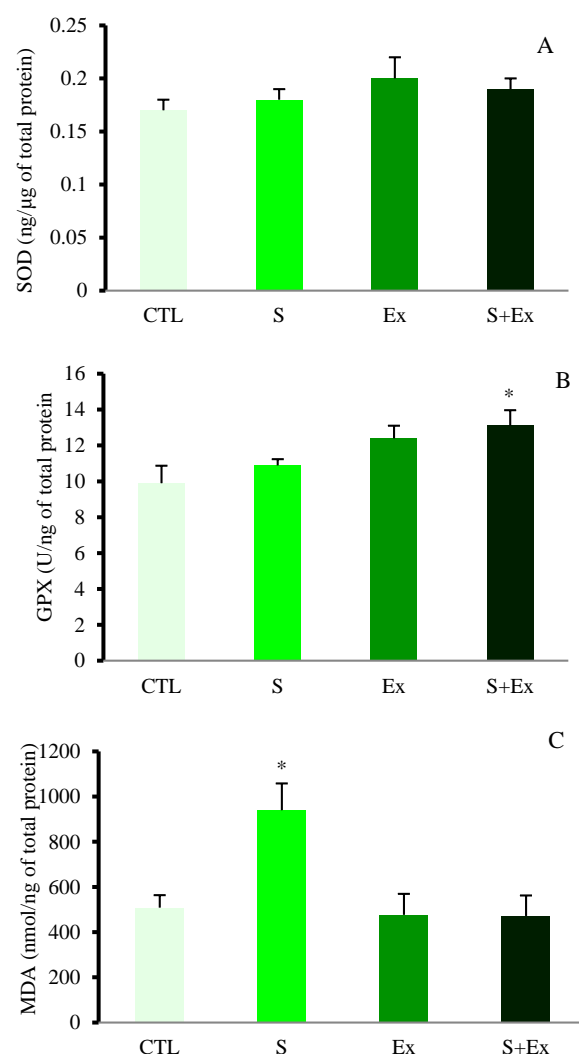 A
SOD (ng/µg of total protein)
0.25
0.2
0.15
0.1
0.05
0
CTL S Ex S+Ex
B
GPX (U/ng of total protein
16
14
12
10
8
6
4
2
0
*
CTL S Ex S+Ex
C
MDA (nmol/ng of total protein)
1200
1000
800
600
400
200
0
*
CTL S Ex S+Ex